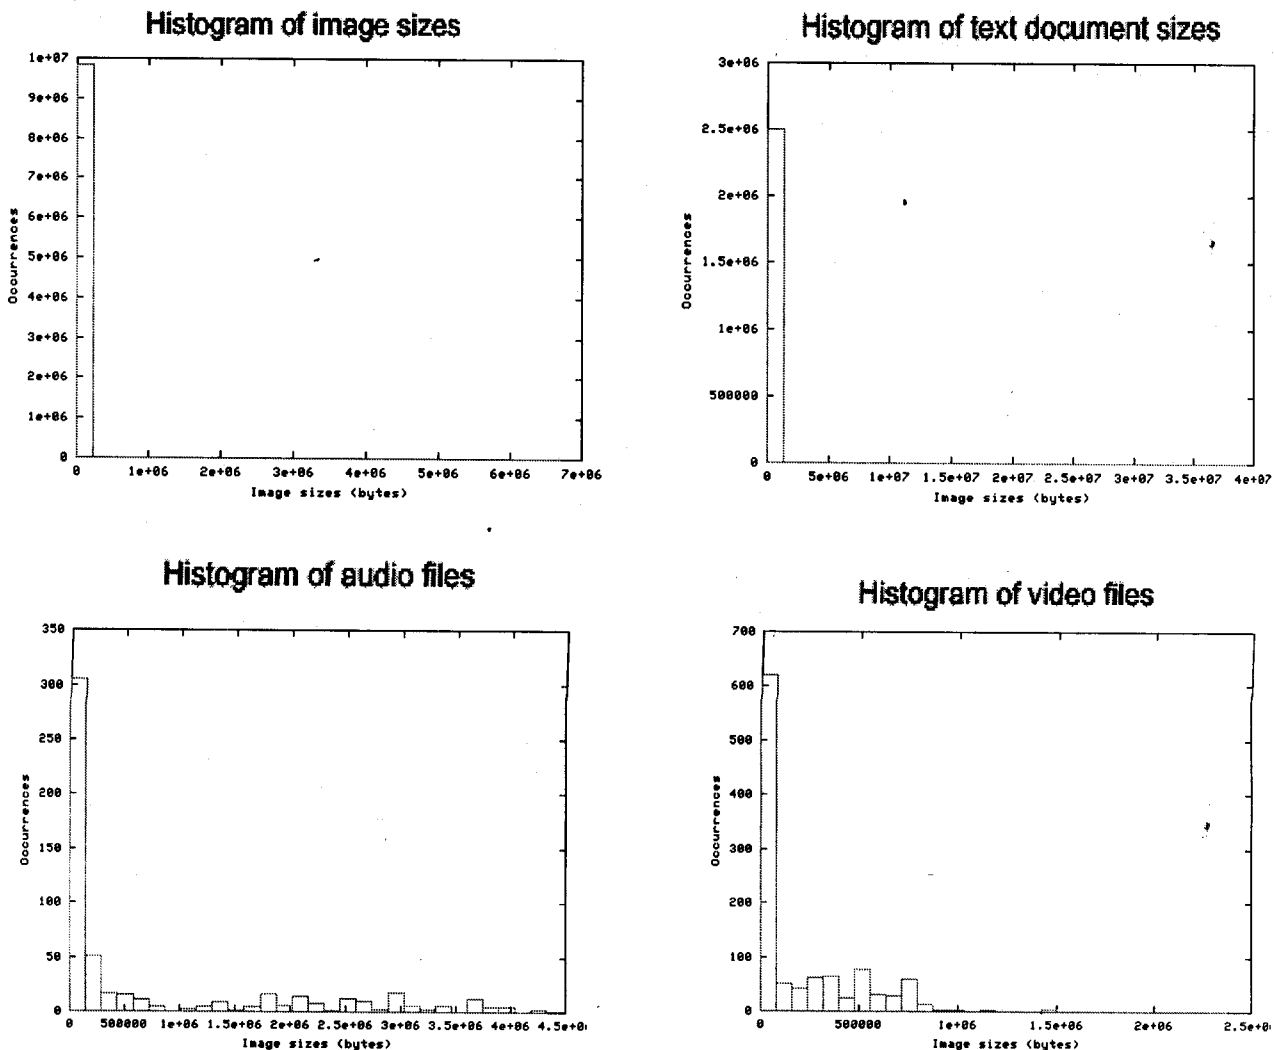 Histogram of image sizes
1e+07
9e+06
8e+06
7e+06
6e+06
5e+06
4e+06
3e+06
2e+06
1e+06
0
Occurrences
0 1e+06 2e+06 3e+06 4e+06 5e+06 6e+06 7e+06
Image sizes (bytes)
Histogram of text document sizes
3e+06
2.5e+06
2e+06
1.5e+06
1e+06
500000
0
Occurrences
0 5e+06 1e+07 1.5e+07 2e+07 2.5e+07 3e+07 3.5e+07 4e+07
Image sizes (bytes)
Histogram of audio files
350
300
250
200
150
100
50
0
Occurrences
0 500000 1e+06 1.5e+06 2e+06 2.5e+06 3e+06 3.5e+06 4e+06 4.5e+0
Image sizes (bytes)
Histogram of video files
700
600
500
400
300
200
100
0
Occurrences
0 500000 1e+06 1.5e+06 2e+06 2.5e+0
Image sizes (bytes)